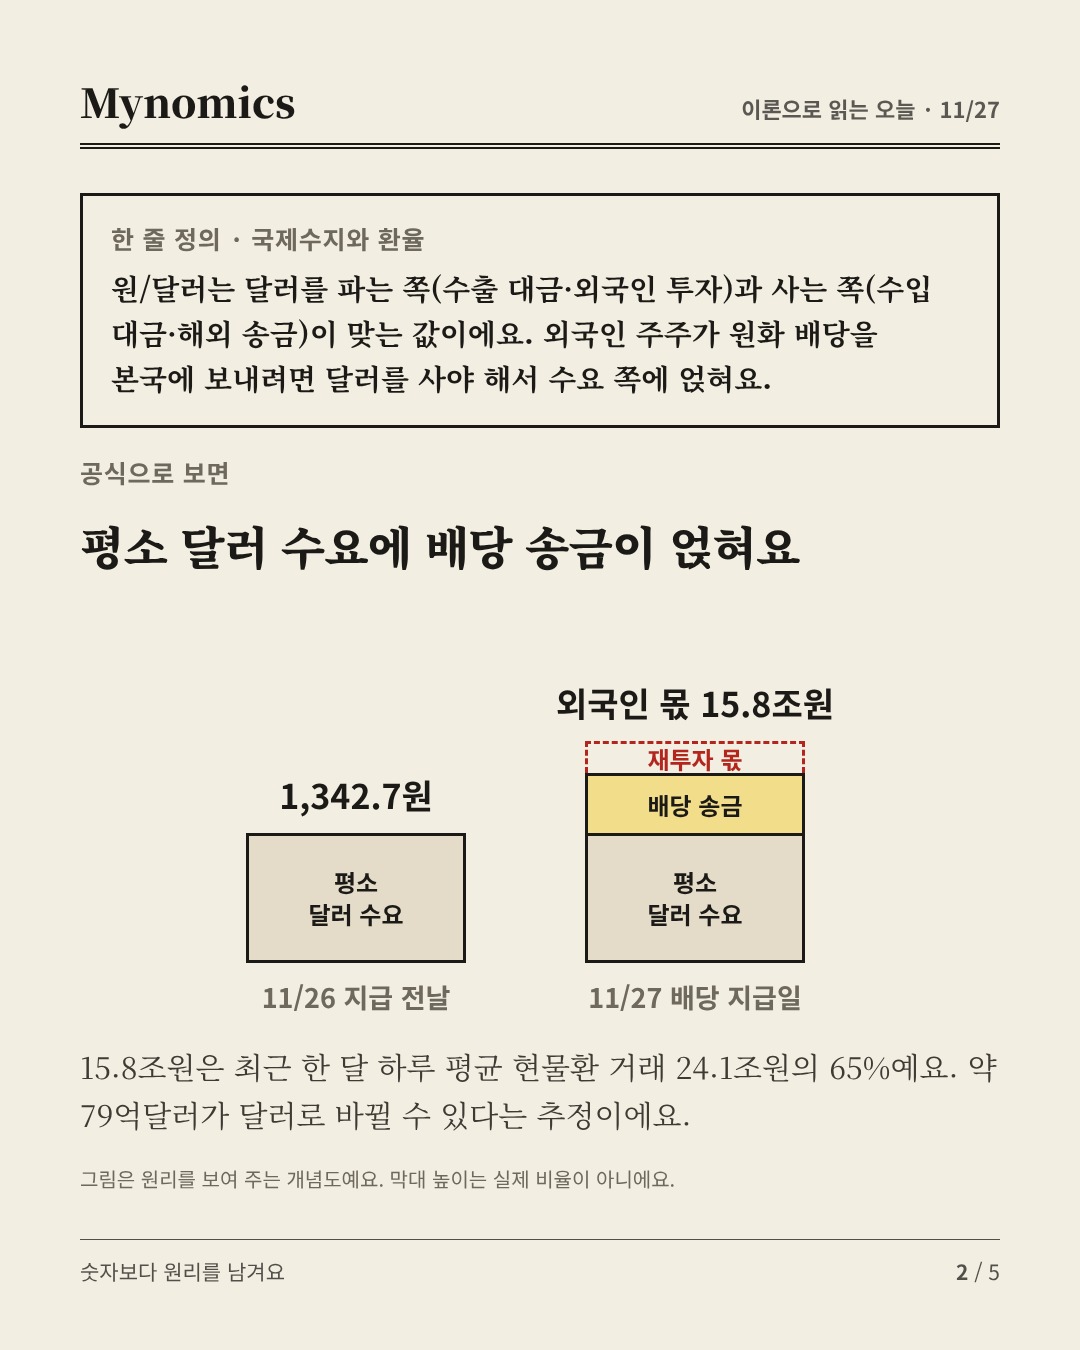 Mynomics
이론으로 읽는 오늘 · 11/27
한 줄 정의 · 국제수지와 환율
원/달러는 달러를 파는 쪽(수출 대금·외국인 투자)과 사는 쪽(수입
대금·해외 송금)이 맞는 값이에요. 외국인 주주가 원화 배당을
본국에 보내려면 달러를 사야 해서 수요 쪽에 얹혀요.
공식으로 보면
평소 달러 수요에 배당 송금이 얹혀요
외국인 몫 15.8조원
재투자 몫
1,342.7원
배당 송금
평소
달러 수요
평소
달러 수요
11/26 지급 전날
11/27 배당 지급일
15.8조원은 최근 한 달 하루 평균 현물환 거래 24.1조원의 65%예요. 약
79억달러가 달러로 바뀔 수 있다는 추정이에요.
그림은 원리를 보여 주는 개념도예요. 막대 높이는 실제 비율이 아니에요.
숫자보다 원리를 남겨요
2 / 5